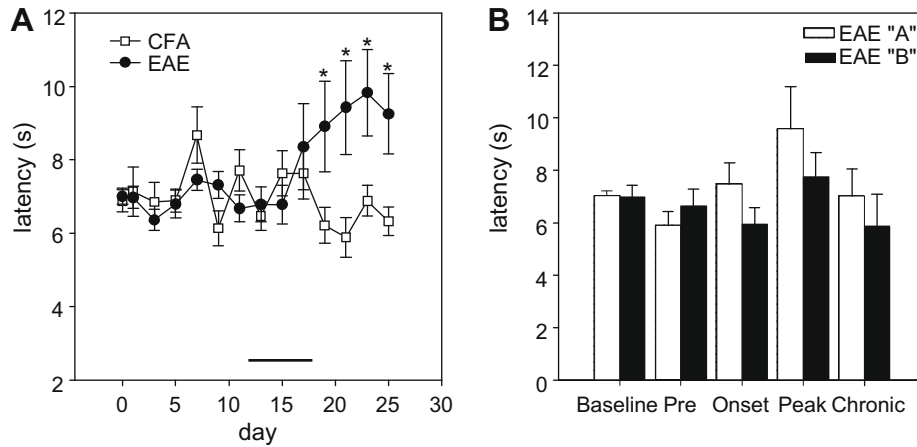 A
CFA
EAE
* * * *
latency (s)
12
10
8
6
4
2
0 5 10 15 20 25 30
day
B
EAE "A"
EAE "B"
latency (s)
14
12
10
8
6
4
2
0
Baseline Pre Onset Peak Chronic